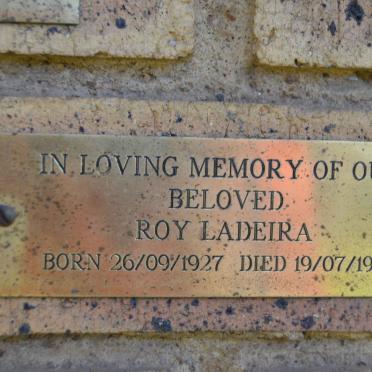 IN LOVING MEMORY OF OU
BELOVED
ROY LADEIRA
BORN 26/09/1927 DIED 19/07/19